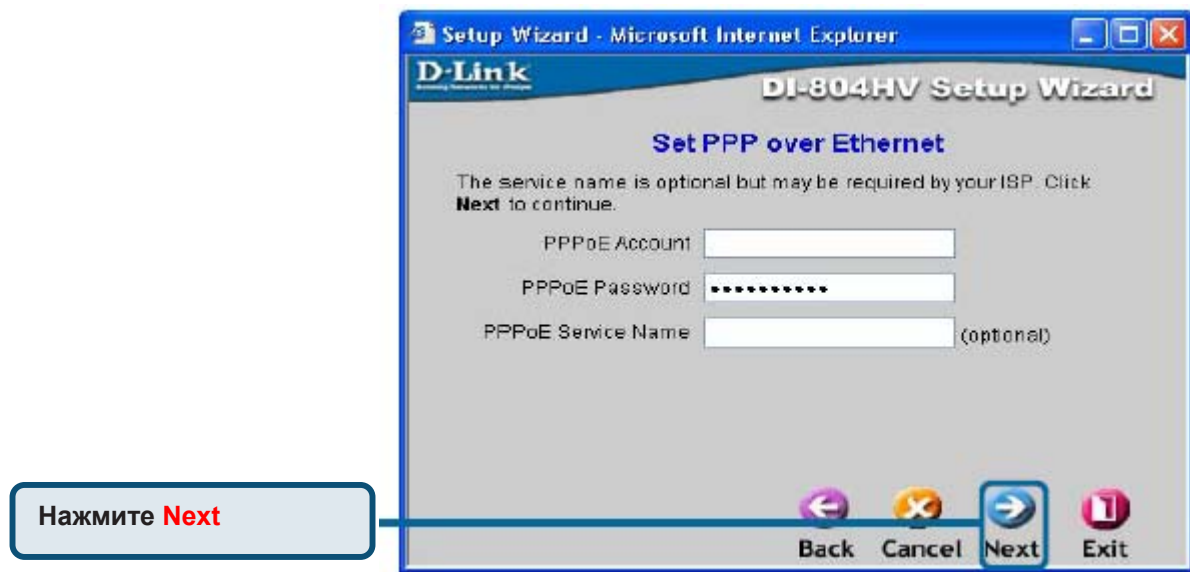 Setup Wizard - Microsoft Internet Explorer
D-Link
DI-804HV Setup Wizard
Set PPP over Ethernet
The service name is optional but may be required by your ISP. Click
Next to continue.
PPPoE Account
PPPoE Password ••••••••••
PPPoE Service Name (optional)
Нажмите Next
Back Cancel Next Exit